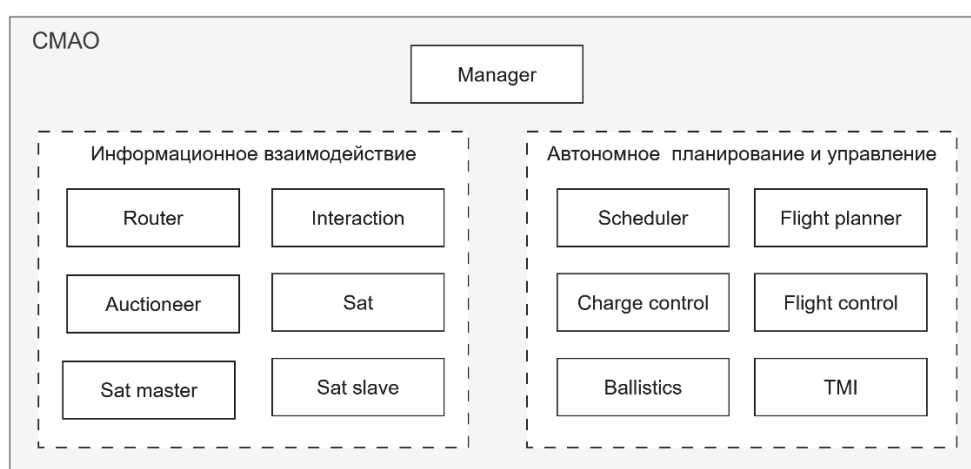 СМАО
Manager
Информационное взаимодействие
Router
Interaction
Auctioneer
Sat
Sat master
Sat slave
Автономное планирование и управление
Scheduler
Flight planner
Charge control
Flight control
Ballistics
TMI